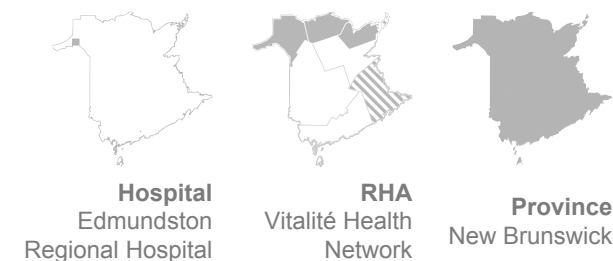 Hospital
Edmundston
Regional Hospital
RHA
Vitalité Health
Network
Province
New Brunswick